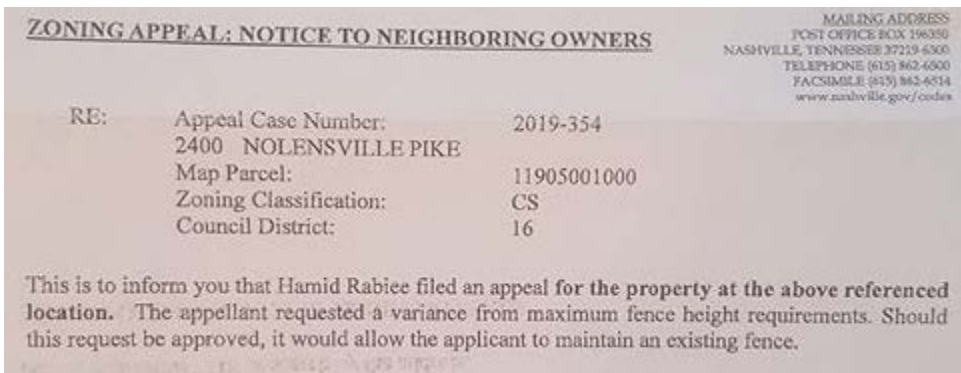 ZONING APPEAL: NOTICE TO NEIGHBORING OWNERS
MAILING ADDRESS
POST OFFICE BOX 196350
NASHVILLE, TENNESSEE 37219-6300
TELEPHONE (615) 862-6500
FACSIMILE (615) 862-6514
www.nashville.gov/codes
RE: Appeal Case Number: 2019-354
2400 NOLENSVILLE PIKE
Map Parcel: 11905001000
Zoning Classification: CS
Council District: 16
This is to inform you that Hamid Rabiee filed an appeal for the property at the above referenced
location. The appellant requested a variance from maximum fence height requirements. Should
this request be approved, it would allow the applicant to maintain an existing fence.